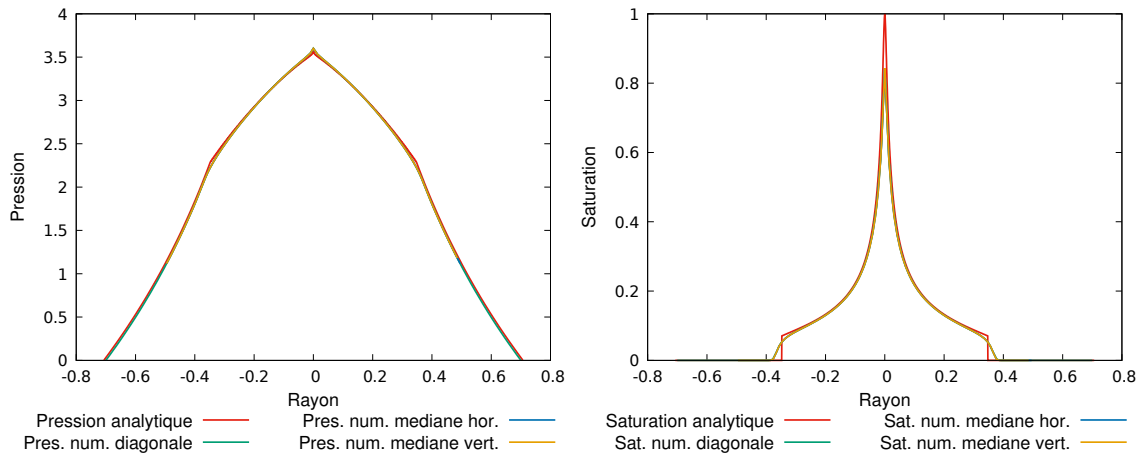 4
3.5
3
2.5
2
1.5
1
0.5
0
Pression
-0.8 -0.6 -0.4 -0.2 0 0.2 0.4 0.6 0.8
Rayon
Pression analytique Pres. num. mediane hor.
Pres. num. diagonale Pres. num. mediane vert.
1
0.8
0.6
0.4
0.2
0
Saturation
-0.8 -0.6 -0.4 -0.2 0 0.2 0.4 0.6 0.8
Rayon
Saturation analytique Sat. num. mediane hor.
Sat. num. diagonale Sat. num. mediane vert.